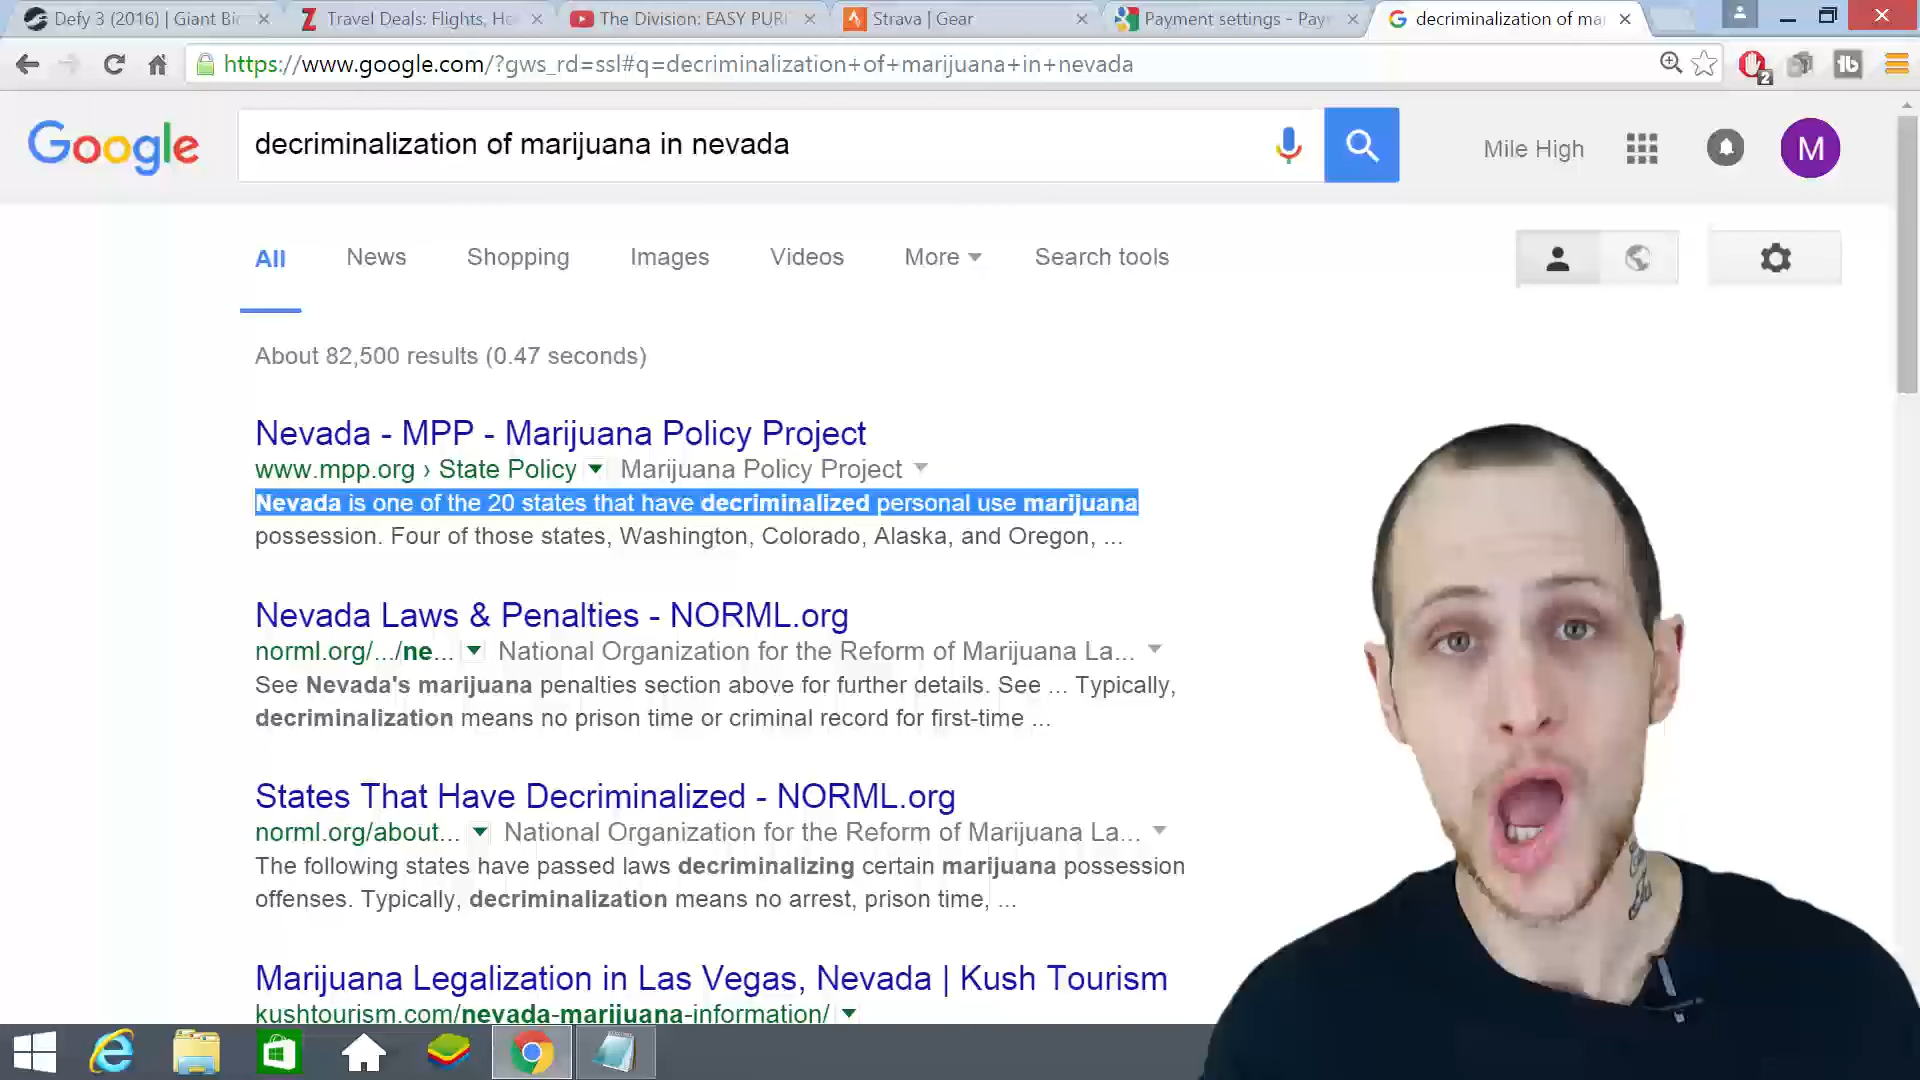 Defy 3 (2016) | Giant Bi
Travel Deals: Flights, Ho
The Division: EASY PURI
Strava | Gear
Payment settings - Pay
decriminalization of ma
https://www.google.com/?gws_rd=ssl#q=decriminalization+of+marijuana+in+nevada
2
Google
decriminalization of marijuana in nevada
Mile High
M
All
News
Shopping
Images
Videos
More
Search tools
About 82,500 results (0.47 seconds)
Nevada - MPP - Marijuana Policy Project
www.mpp.org › State Policy Marijuana Policy Project
Nevada is one of the 20 states that have decriminalized personal use marijuana
possession. Four of those states, Washington, Colorado, Alaska, and Oregon, ...
Nevada Laws & Penalties - NORML.org
norml.org/.../ne... National Organization for the Reform of Marijuana La...
See Nevada's marijuana penalties section above for further details. See ... Typically,
decriminalization means no prison time or criminal record for first-time ...
States That Have Decriminalized - NORML.org
norml.org/about... National Organization for the Reform of Marijuana La...
The following states have passed laws decriminalizing certain marijuana possession
offenses. Typically, decriminalization means no arrest, prison time, ...
Marijuana Legalization in Las Vegas, Nevada | Kush Tourism
kushtourism.com/nevada-marijuana-information/